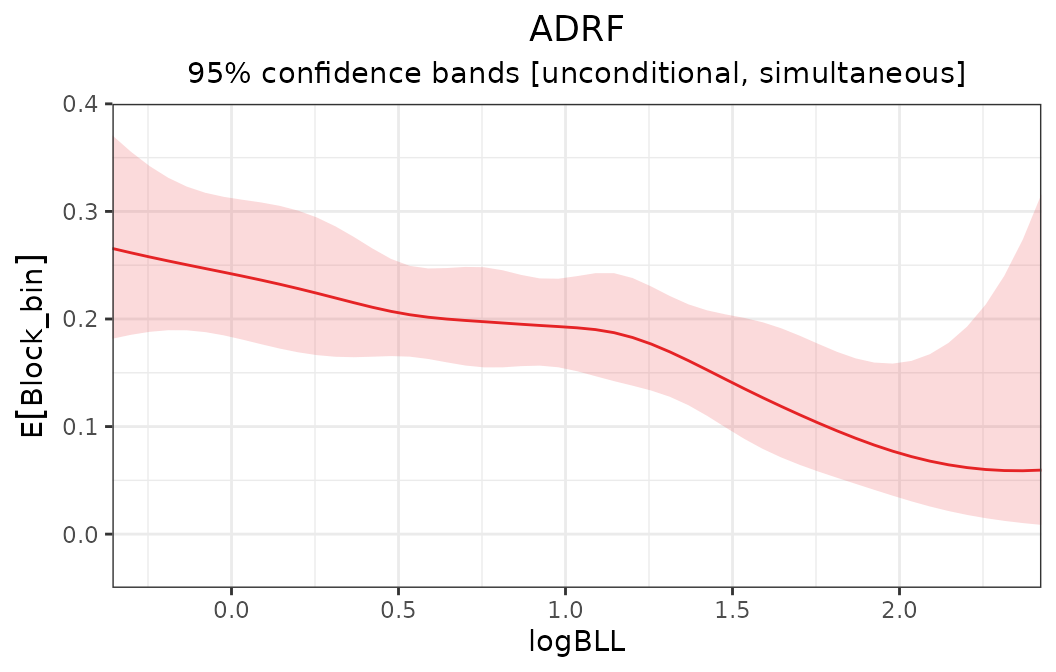 ADRF
95% confidence bands [unconditional, simultaneous]
E[Block_bin]
0.4
0.3
0.2
0.1
0.0
0.0 0.5 1.0 1.5 2.0
logBLL